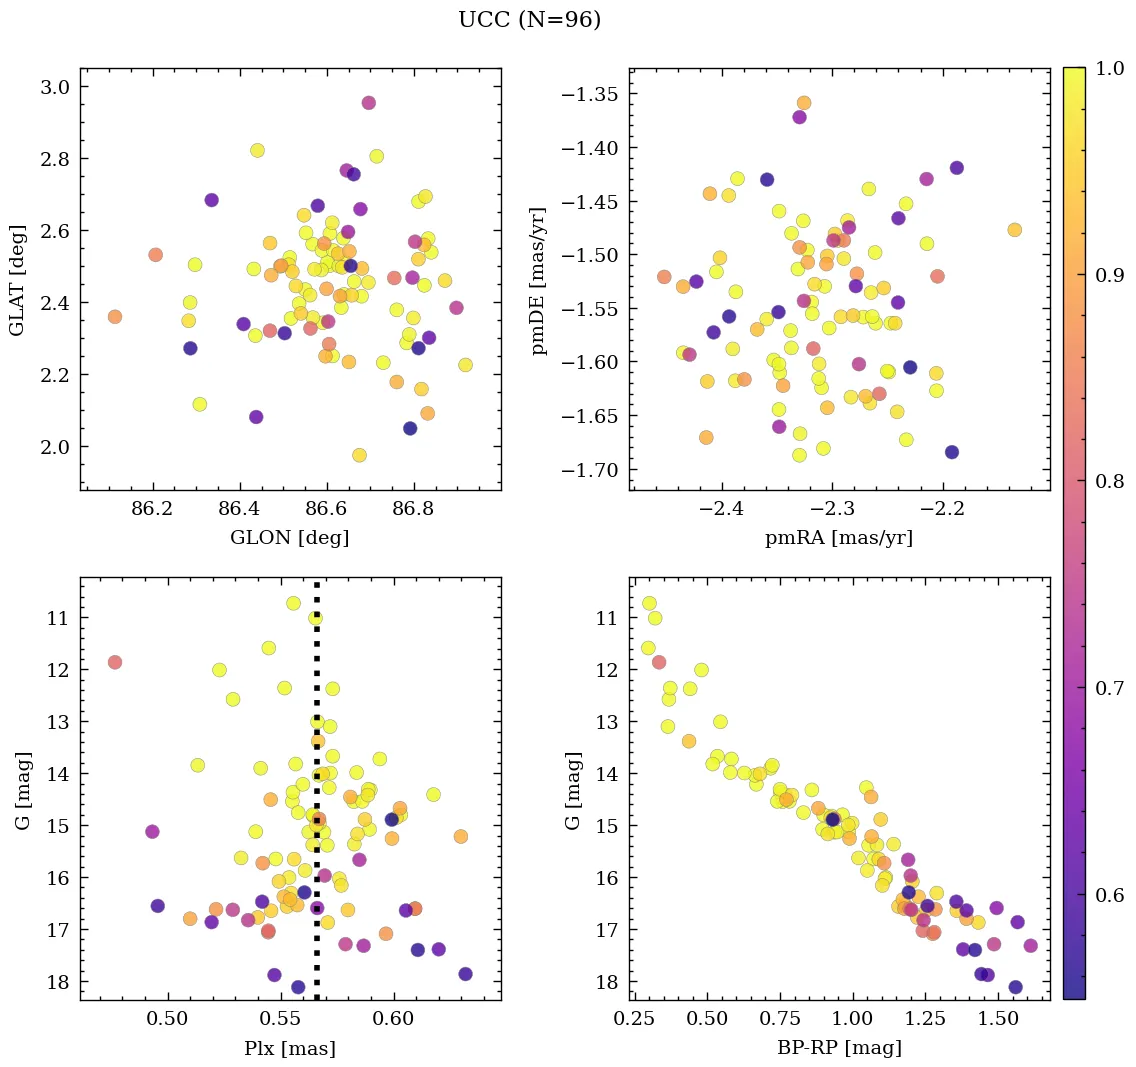 UCC (N=96)
3.0
2.8
2.6
2.4
2.2
2.0
GLAT [deg]
86.2 86.4 86.6 86.8
GLON [deg]
−1.35
−1.40
−1.45
−1.50
−1.55
−1.60
−1.65
−1.70
pmDE [mas/yr]
−2.4 −2.3 −2.2
pmRA [mas/yr]
1.0
0.9
0.8
0.7
0.6
11
12
13
14
15
16
17
18
G [mag]
0.50 0.55 0.60
Plx [mas]
11
12
13
14
15
16
17
18
G [mag]
0.25 0.50 0.75 1.00 1.25 1.50
BP-RP [mag]